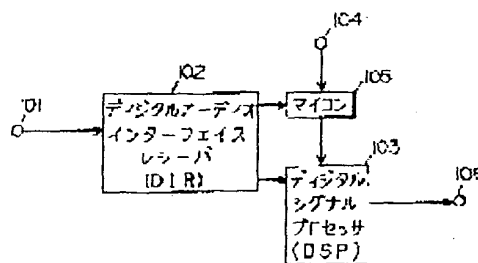 104
102
105
101
ディジタルオーディオ
インターフェイス
レシーバ
(DIR)
マイコン
103
ディジタル
シグナル
プロセッサ
(DSP)